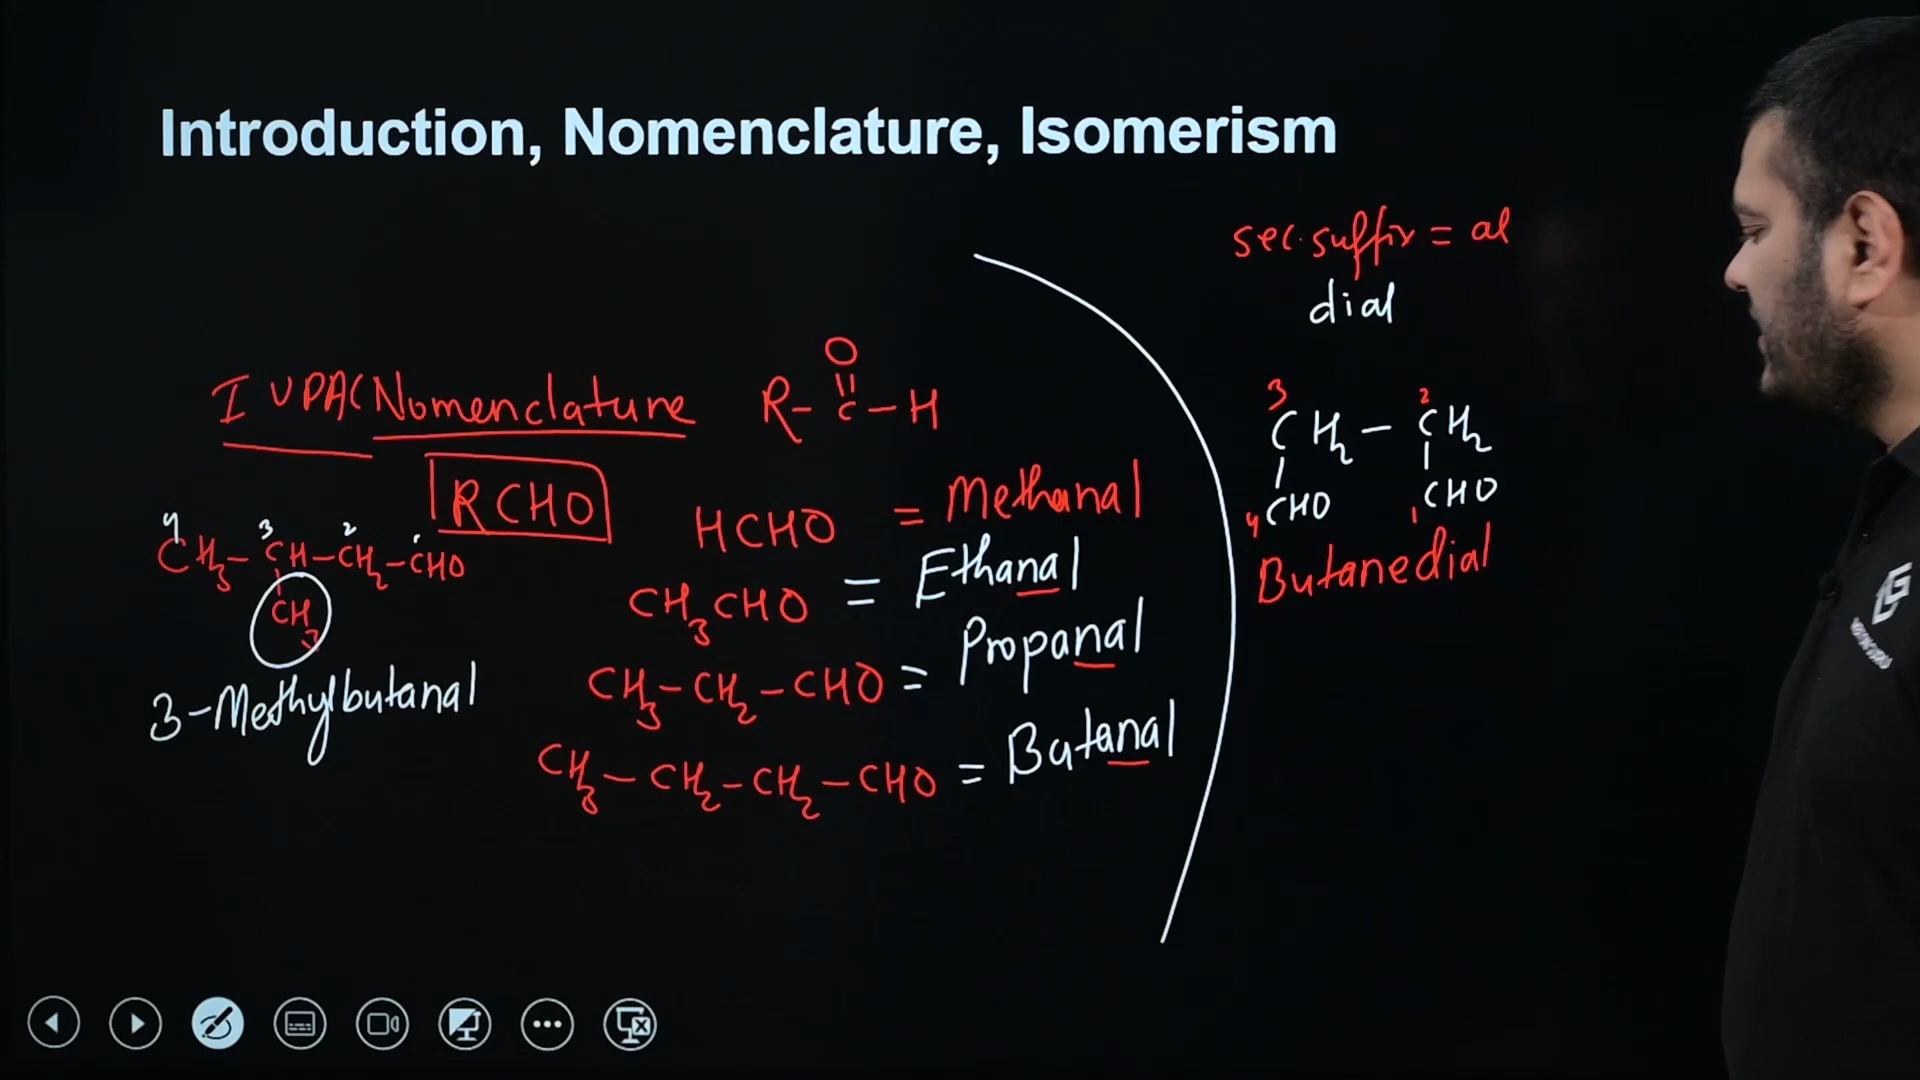 Introduction, Nomenclature, Isomerism
sec. suffix = al
dial
IUPAC Nomenclature
O
R-C-H
RCHO
4 3 2 1
CH3-CH-CH2-CHO
CH3
3-Methylbutanal
HCHO = Methanal
CH3CHO = Ethanal
CH3-CH2-CHO = Propanal
CH3-CH2-CH2-CHO = Butanal
3 2
CH2-CH2
4 CHO 1 CHO
Butanedial